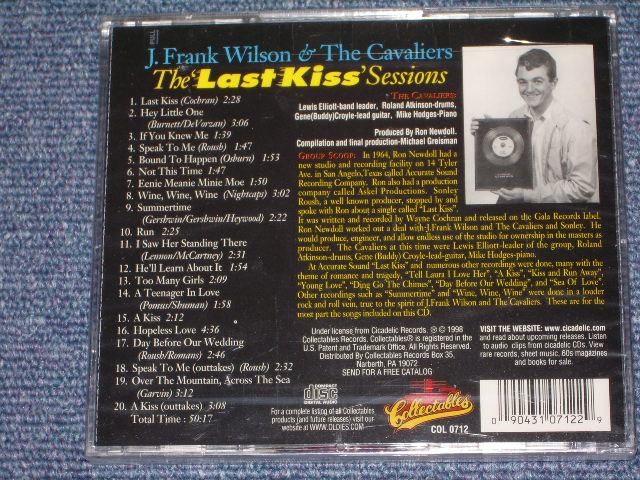 PULL
J. Frank Wilson & The Cavaliers
The 'Last Kiss' Sessions
1. Last Kiss (Cochran) 2:28
2. Hey Little One
(Burnett/DeVorzan) 3:06
3. If You Knew Me 1:39
4. Speak To Me (Roush) 1:47
5. Bound To Happen (Osburn) 1:53
6. Not This Time 1:47
7. Eenie Meanie Minie Moe 1:50
8. Wine, Wine, Wine (Nightcaps) 3:02
9. Summertime
(Gershwin/Gershwin/Heywood) 2:22
10. Run 2:25
11. I Saw Her Standing There
(Lennon/McCartney) 2:31
12. He'll Learn About It 1:54
13. Too Many Girls 2:09
14. A Teenager In Love
(Pomus/Shuman) 1:58
15. A Kiss 2:12
16. Hopeless Love 4:36
17. Day Before Our Wedding
(Roush/Romans) 2:46
18. Speak To Me (outtakes) (Roush) 2:32
19. Over The Mountain, Across The Sea
(Garvin) 3:12
20. A Kiss (outtakes) 3:08
Total Time : 50:17
The Cavaliers:
Lewis Elliott-band leader, Roland Atkinson-drums,
Gene(Buddy)Croyle-lead guitar, Mike Hodges-Piano
Produced By Ron Newdoll.
Compilation and final production-Michael Greisman
Group Scoop: In 1964, Ron Newdoll had a
new studio and recording facility on 14 Tyler
Ave. in San Angelo, Texas called Accurate Sound
Recording Company. Ron also had a production
company called Askel Productions. Sonley
Roush, a well known producer, stopped by and
spoke with Ron about a single called "Last Kiss".
It was written and recorded by Wayne Cochran and released on the Gala Records label.
Ron Newdoll worked out a deal with J.Frank Wilson and The Cavaliers and Sonley. He
would produce, engineer, and allow endless use of the studio for ownership in the masters as
producer. The Cavaliers at this time were Lewis Elliott-leader of the group, Roland
Atkinson-drums, Gene (Buddy) Croyle-lead-guitar, Mike Hodges-piano.
At Accurate Sound "Last Kiss" and numerous other recordings were done, many with the
theme of romance and tragedy, "Tell Laura I Love Her", "A Kiss", "Kiss and Run Away",
"Young Love", "Ding Go The Chimes", "Day Before Our Wedding", and "Sea Of Love".
Other recordings such as "Summertime" and "Wine, Wine, Wine" were done in a louder
rock and roll vein, true to the spirit of J.Frank Wilson and The Cavaliers. These are for the
most part the songs included on this CD.
Under license from Cicadelic Records. ℗ © 1998
Collectables Records. Collectables® is registered in the
U.S. Patent and Trademark Office. All Rights Reserved.
Distributed By Collectables Records Box 35,
Narberth, PA 19072
SEND FOR A FREE CATALOG
VISIT THE WEBSITE: www.cicadelic.com
and read about upcoming releases. Listen to
audio clips from cicadelic CDs. View
rare records, sheet music, 60s magazines
and books for sale.
COMPACT
disc
DIGITAL AUDIO
For a complete listing of all Collectables
products (and future releases) visit our
website at WWW.OLDIES.COM
Collectables
COL 0712
0 90431 07122 9